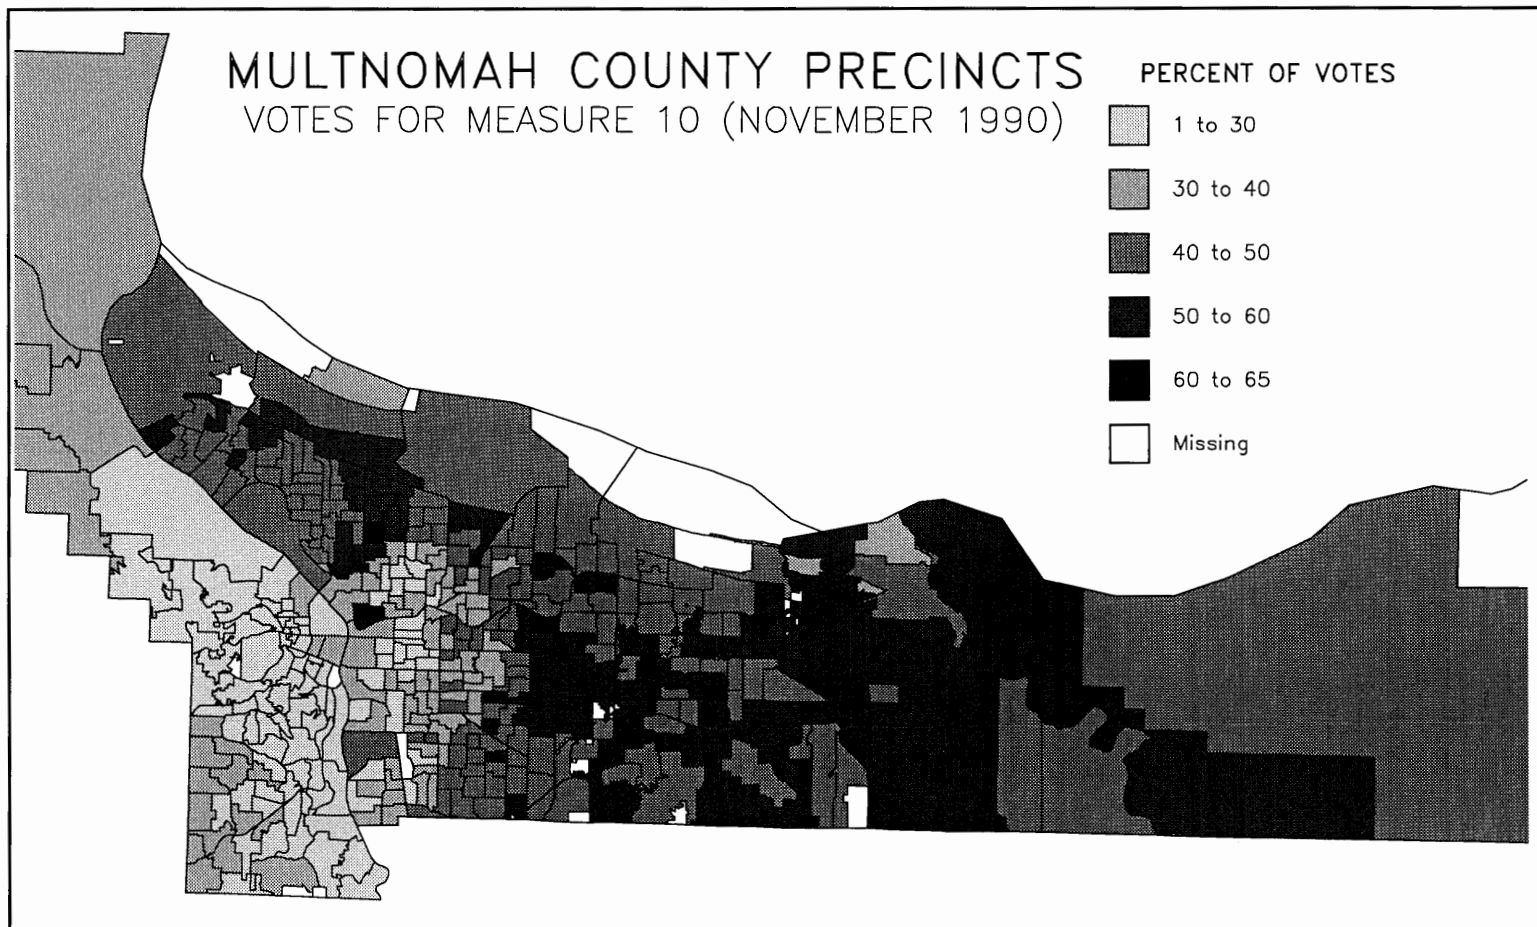 MULTNOMAH COUNTY PRECINCTS
VOTES FOR MEASURE 10 (NOVEMBER 1990)
PERCENT OF VOTES
1 to 30
30 to 40
40 to 50
50 to 60
60 to 65
Missing